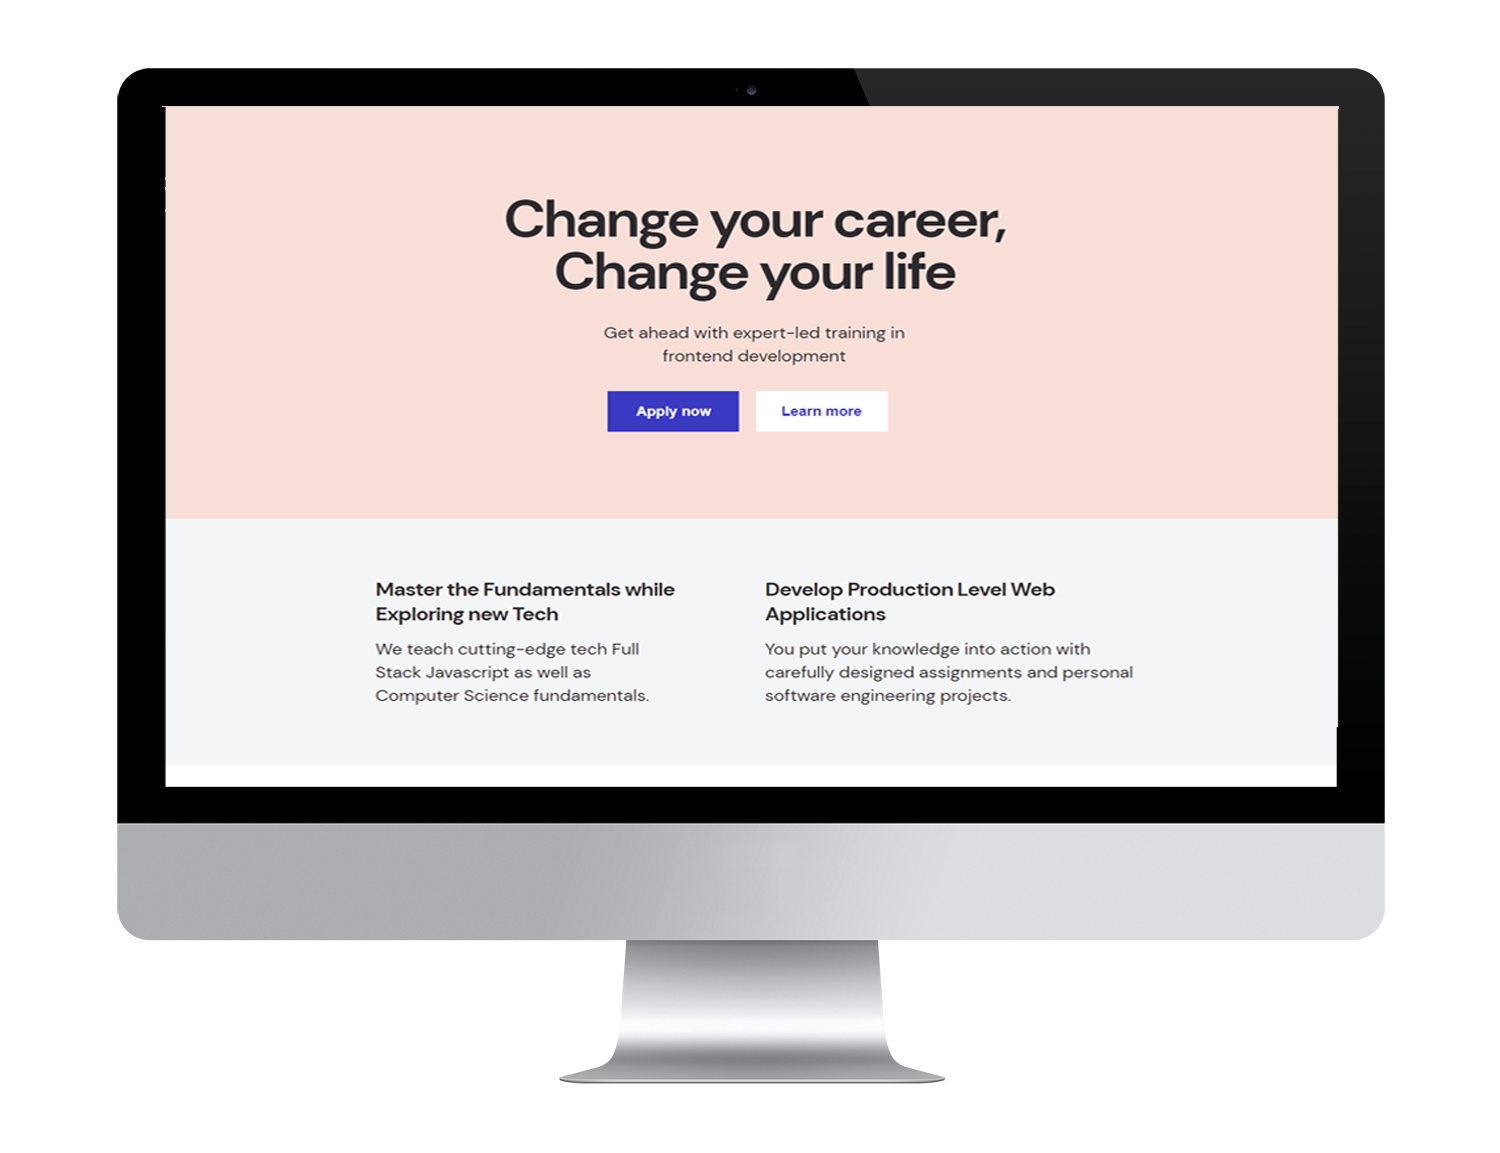 Change your career,
Change your life
Get ahead with expert-led training in
frontend development
Apply now
Learn more
Master the Fundamentals while
Exploring new Tech
We teach cutting-edge tech Full
Stack Javascript as well as
Computer Science fundamentals.
Develop Production Level Web
Applications
You put your knowledge into action with
carefully designed assignments and personal
software engineering projects.